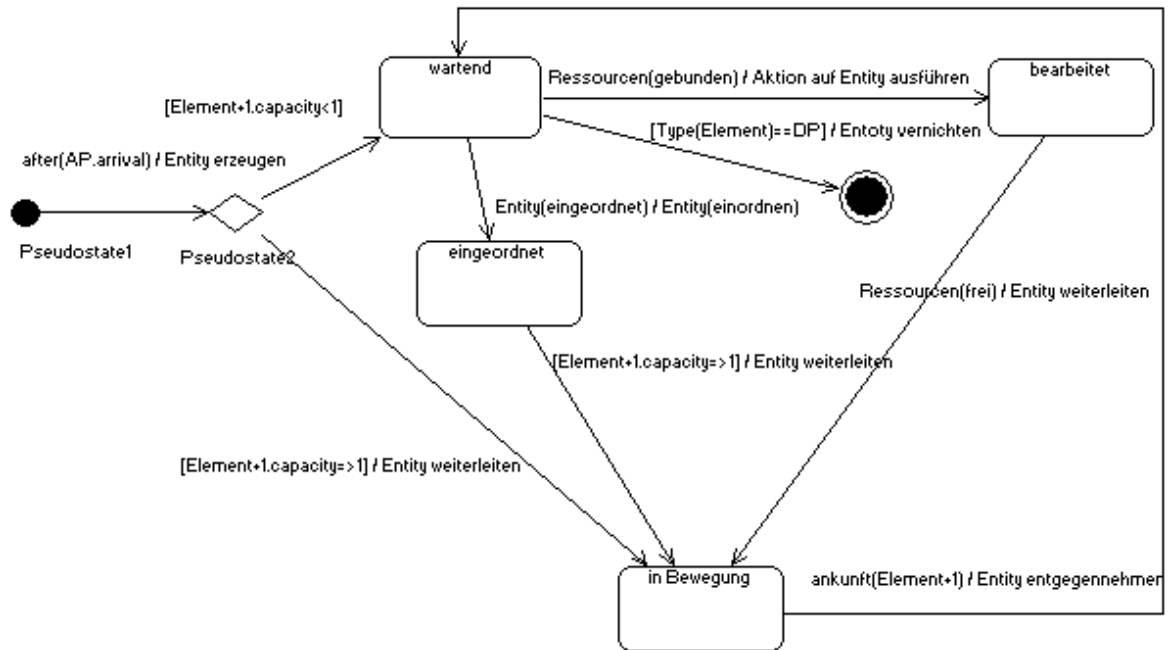 wartend
bearbeitet
Ressourcen(gebunden) / Aktion auf Entity ausführen
[Element+1.capacity<1]
[Type(Element)==DP] / Entoty vernichten
after(AP.arrival) / Entity erzeugen
Entity(eingeordnet) / Entity(einordnen)
Pseudostate1
Pseudostate2
eingeordnet
Ressourcen(frei) / Entity weiterleiten
[Element+1.capacity=>1] / Entity weiterleiten
[Element+1.capacity=>1] / Entity weiterleiten
in Bewegung
ankunft(Element+1) / Entity entgegennehmen